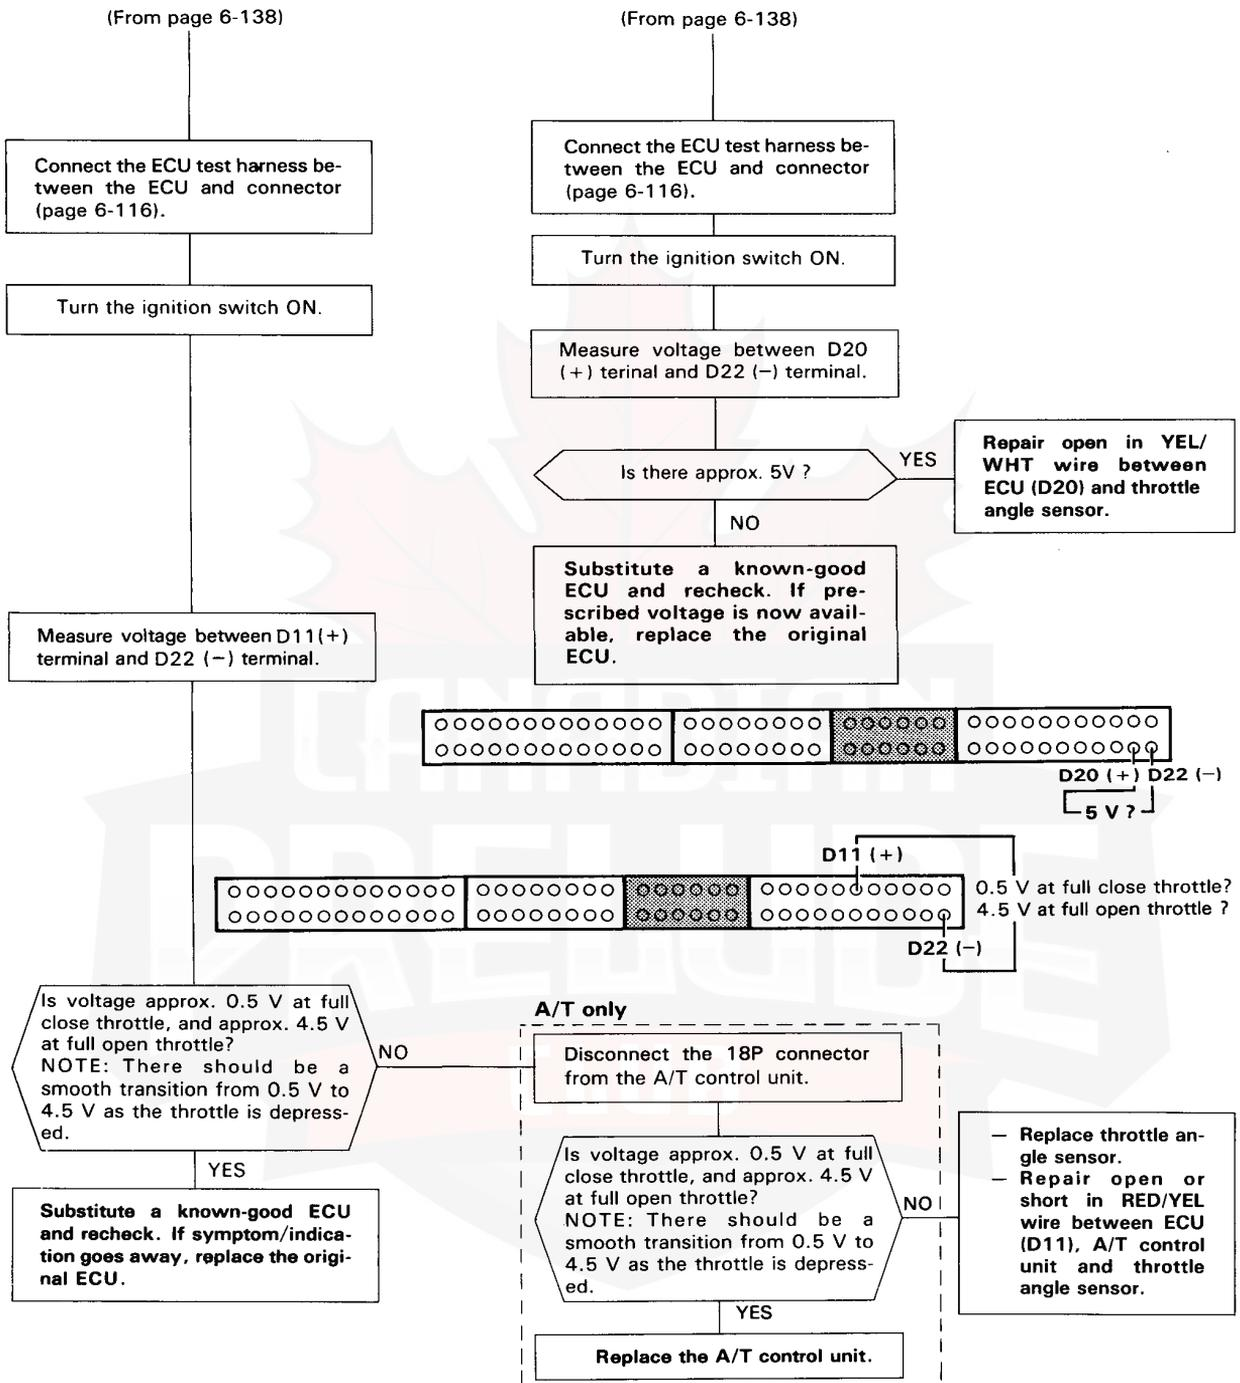 (From page 6-138)
Connect the ECU test harness be-
tween the ECU and connector
(page 6-116).
Turn the ignition switch ON.
Measure voltage between D11(+)
terminal and D22 (−) terminal.
(From page 6-138)
Connect the ECU test harness be-
tween the ECU and connector
(page 6-116).
Turn the ignition switch ON.
Measure voltage between D20
(+) terinal and D22 (−) terminal.
Is there approx. 5V ?
YES
Repair open in YEL/
WHT wire between
ECU (D20) and throttle
angle sensor.
NO
Substitute a known-good
ECU and recheck. If pre-
scribed voltage is now avail-
able, replace the original
ECU.
D20 (+) D22 (−)
5 V ?
D11 (+)
0.5 V at full close throttle?
4.5 V at full open throttle ?
D22 (−)
Is voltage approx. 0.5 V at full
close throttle, and approx. 4.5 V
at full open throttle?
NOTE: There should be a
smooth transition from 0.5 V to
4.5 V as the throttle is depress-
ed.
NO
YES
Substitute a known-good ECU
and recheck. If symptom/indica-
tion goes away, replace the origi-
nal ECU.
A/T only
Disconnect the 18P connector
from the A/T control unit.
Is voltage approx. 0.5 V at full
close throttle, and approx. 4.5 V
at full open throttle?
NOTE: There should be a
smooth transition from 0.5 V to
4.5 V as the throttle is depress-
ed.
NO
— Replace throttle an-
gle sensor.
— Repair open or
short in RED/YEL
wire between ECU
(D11), A/T control
unit and throttle
angle sensor.
YES
Replace the A/T control unit.
CANADIAN
PRELUDE
CLUB